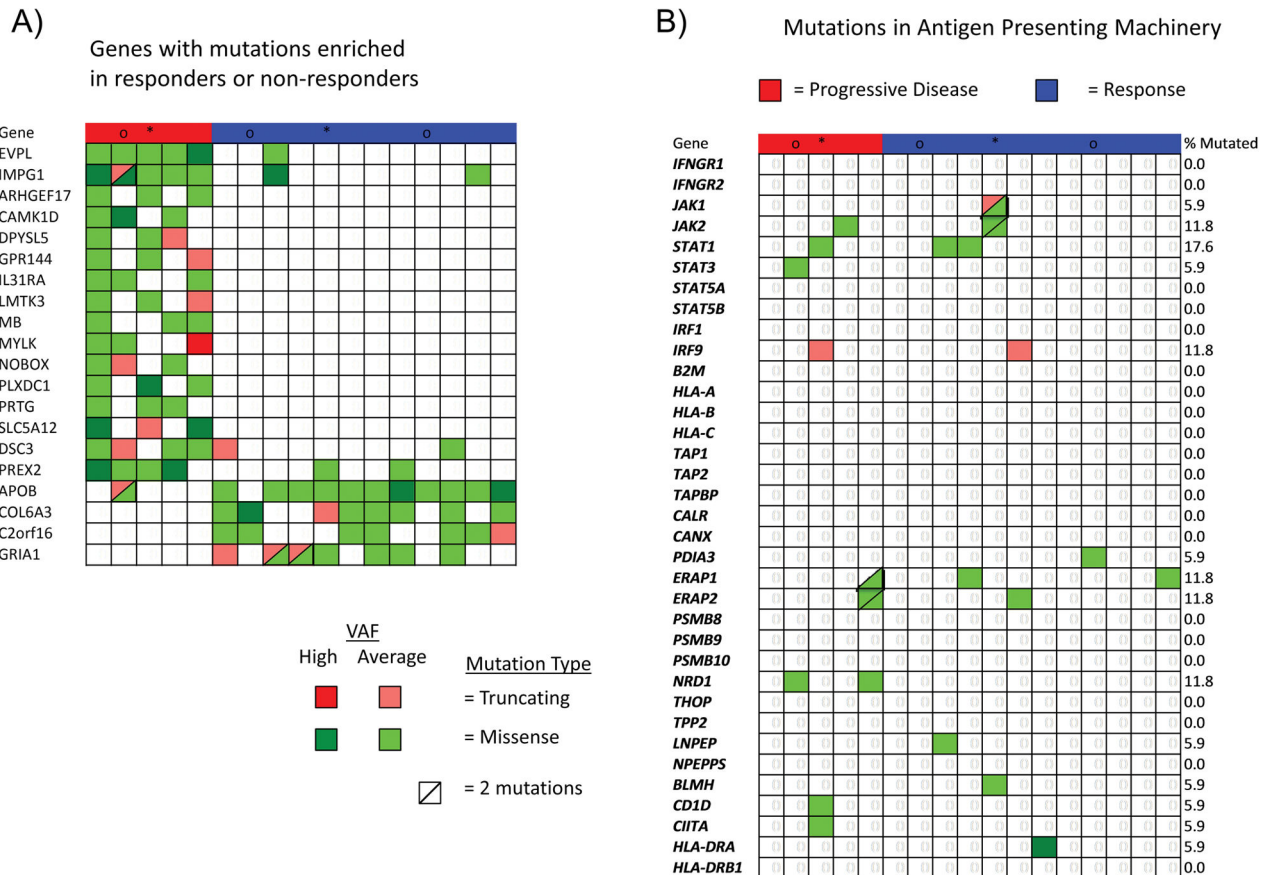 A)
Genes with mutations enriched
in responders or non-responders
Gene o * o * o
EVPL
IMPG1
ARHGEF17
CAMK1D
DPYSL5
GPR144
IL31RA
LMTK3
MB
MYLK
NOBOX
PLXDC1
PRTG
SLC5A12
DSC3
PREX2
APOB
COL6A3
C2orf16
GRIA1
VAF
High Average Mutation Type
= Truncating
= Missense
= 2 mutations
B)
Mutations in Antigen Presenting Machinery
= Progressive Disease = Response
Gene o * o * o % Mutated
IFNGR1 0.0
IFNGR2 0.0
JAK1 5.9
JAK2 11.8
STAT1 17.6
STAT3 5.9
STAT5A 0.0
STAT5B 0.0
IRF1 0.0
IRF9 11.8
B2M 0.0
HLA-A 0.0
HLA-B 0.0
HLA-C 0.0
TAP1 0.0
TAP2 0.0
TAPBP 0.0
CALR 0.0
CANX 0.0
PDIA3 5.9
ERAP1 11.8
ERAP2 11.8
PSMB8 0.0
PSMB9 0.0
PSMB10 0.0
NRD1 11.8
THOP 0.0
TPP2 0.0
LNPEP 5.9
NPEPPS 0.0
BLMH 5.9
CD1D 5.9
CIITA 5.9
HLA-DRA 5.9
HLA-DRB1 0.0